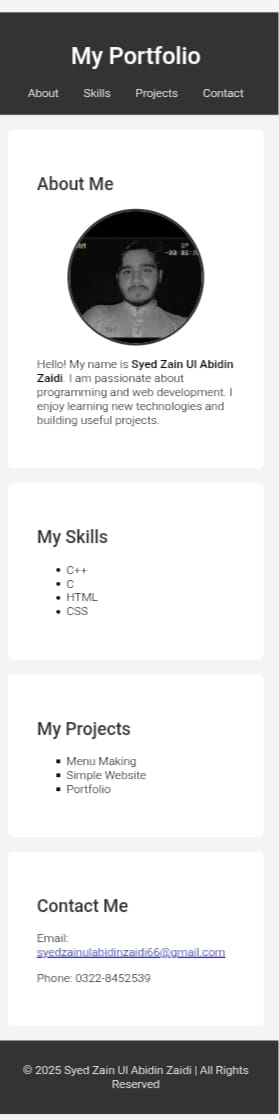 My Portfolio
About Skills Projects Contact
About Me
Hello! My name is Syed Zain Ul Abidin
Zaidi. I am passionate about
programming and web development. I
enjoy learning new technologies and
building useful projects.
My Skills
• C++
• C
• HTML
• CSS
My Projects
▪ Menu Making
▪ Simple Website
▪ Portfolio
Contact Me
Email:
syedzainulabidinzaidi66@gmail.com
Phone: 0322-8452539
© 2025 Syed Zain Ul Abidin Zaidi | All Rights
Reserved